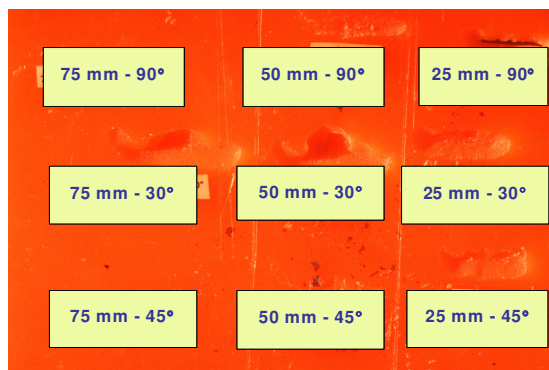 75 mm - 90°
50 mm - 90°
25 mm - 90°
75 mm - 30°
50 mm - 30°
25 mm - 30°
75 mm - 45°
50 mm - 45°
25 mm - 45°